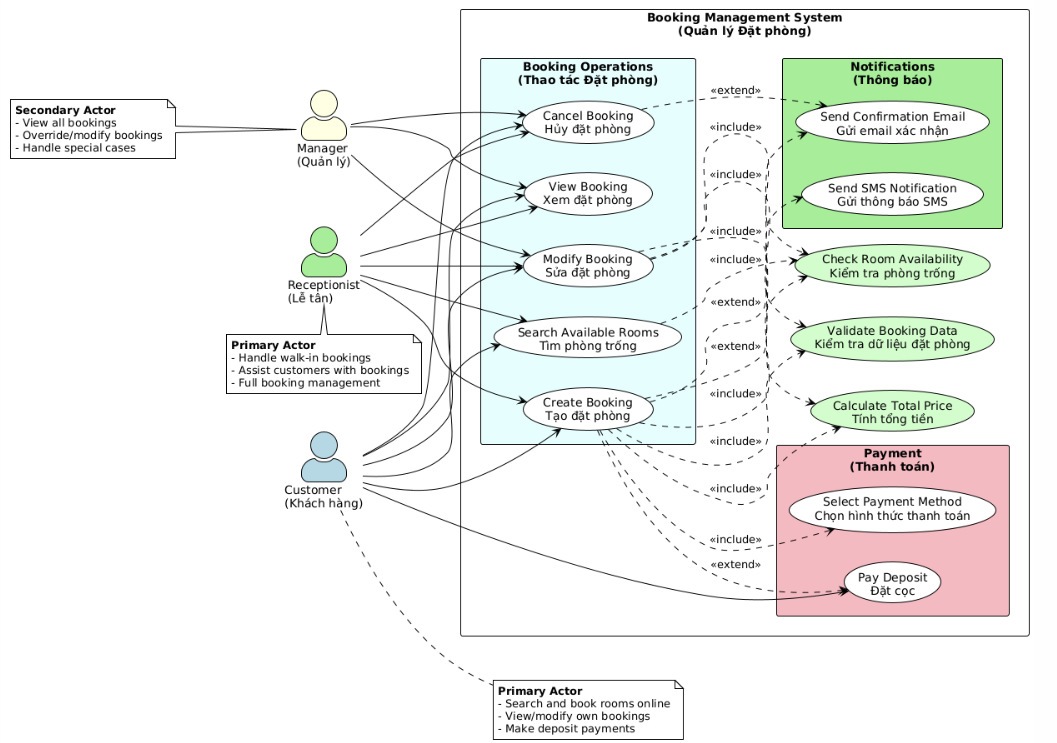 Booking Management System
(Quản lý Đặt phòng)
Booking Operations
(Thao tác Đặt phòng)
Notifications
(Thông báo)
Secondary Actor
- View all bookings
- Override/modify bookings
- Handle special cases
Manager
(Quản lý)
Cancel Booking
Hủy đặt phòng
«extend»
Send Confirmation Email
Gửi email xác nhận
«include»
«include»
View Booking
Xem đặt phòng
Send SMS Notification
Gửi thông báo SMS
«include»
Receptionist
(Lễ tân)
Modify Booking
Sửa đặt phòng
«include»
Check Room Availability
Kiểm tra phòng trống
«extend»
Primary Actor
- Handle walk-in bookings
- Assist customers with bookings
- Full booking management
Search Available Rooms
Tìm phòng trống
«extend»
Validate Booking Data
Kiểm tra dữ liệu đặt phòng
Create Booking
Tạo đặt phòng
«include»
Calculate Total Price
Tính tổng tiền
«include»
Payment
(Thanh toán)
Customer
(Khách hàng)
«include»
Select Payment Method
Chọn hình thức thanh toán
«include»
«extend»
Pay Deposit
Đặt cọc
Primary Actor
- Search and book rooms online
- View/modify own bookings
- Make deposit payments